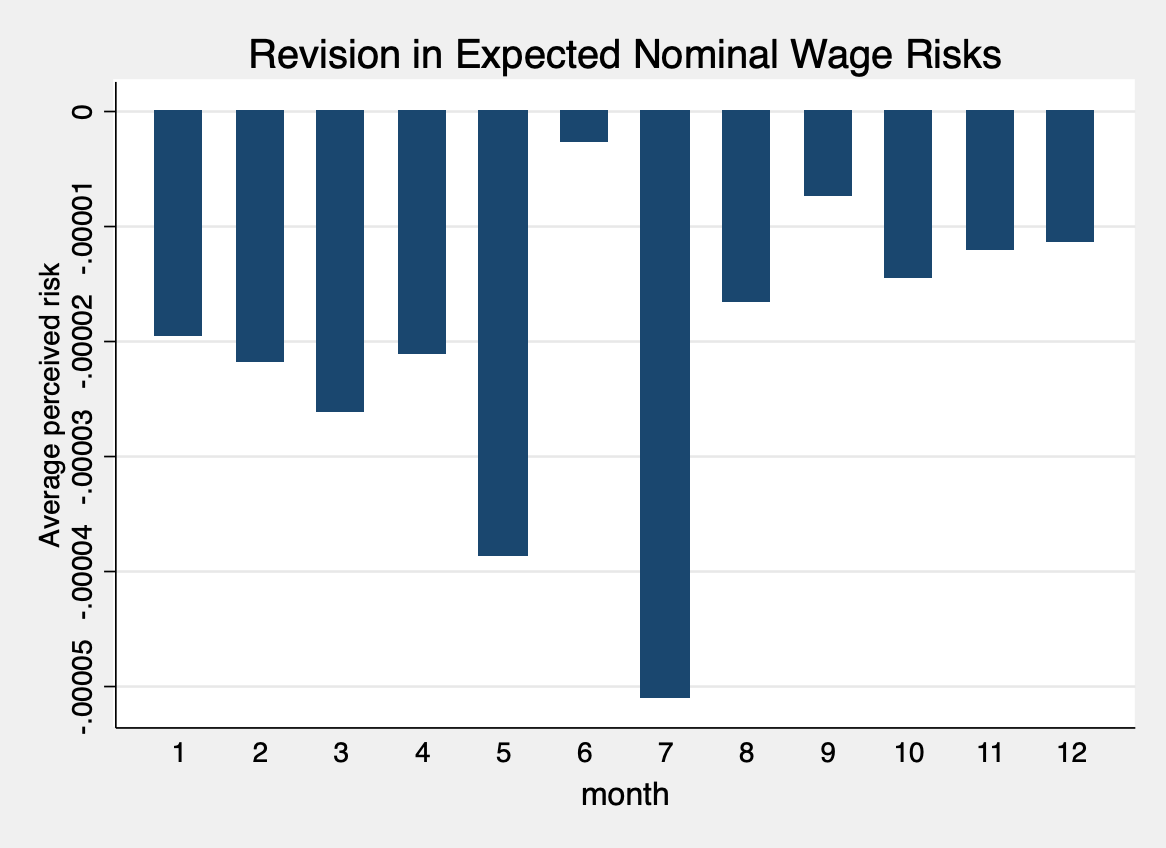 Revision in Expected Nominal Wage Risks
Average perceived risk
0
-.00001
-.00002
-.00003
-.00004
-.00005
1 2 3 4 5 6 7 8 9 10 11 12
month